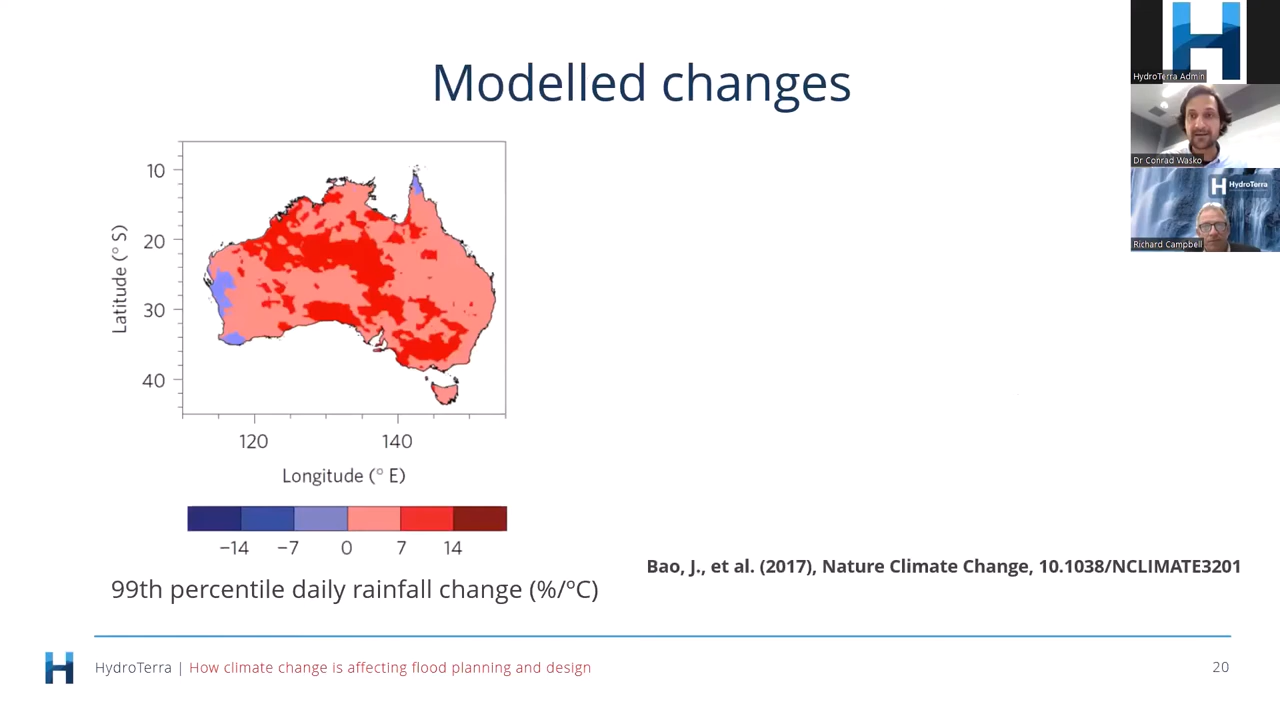 Modelled changes
HydroTerra Admin
Dr Conrad Wasko
HydroTerra
Richard Campbell
10
20
30
40
Latitude (° S)
120
140
Longitude (° E)
−14
−7
0
7
14
99th percentile daily rainfall change (%/ºC)
Bao, J., et al. (2017), Nature Climate Change, 10.1038/NCLIMATE3201
HydroTerra | How climate change is affecting flood planning and design
20